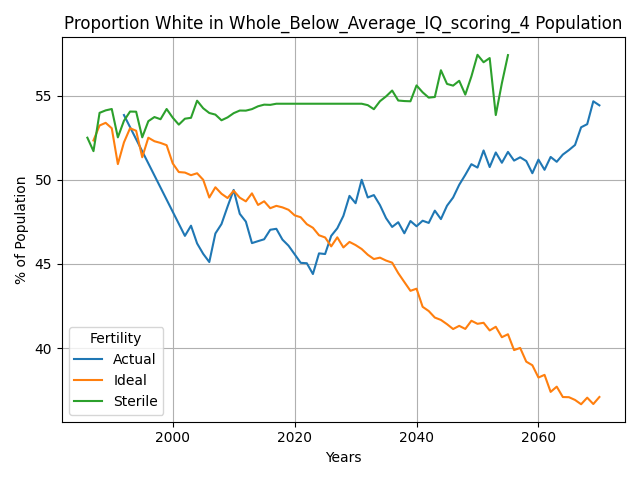 Proportion White in Whole_Below_Average_IQ_scoring_4 Population
% of Population
55
50
45
40
Fertility
Actual
Ideal
Sterile
2000 2020 2040 2060
Years